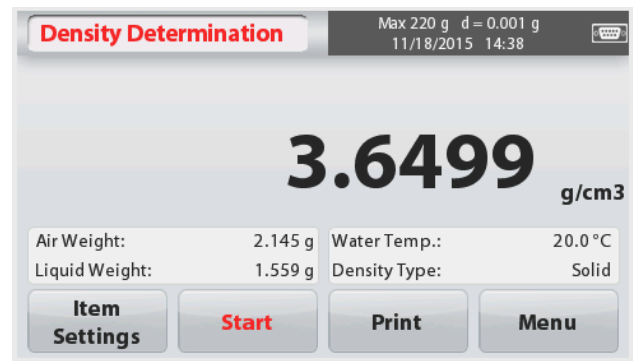 Density Determination
Max 220 g d = 0.001 g
11/18/2015 14:38
3.6499
g/cm3
Air Weight: 2.145 g Water Temp.: 20.0 °C
Liquid Weight: 1.559 g Density Type: Solid
Item
Settings
Start
Print
Menu